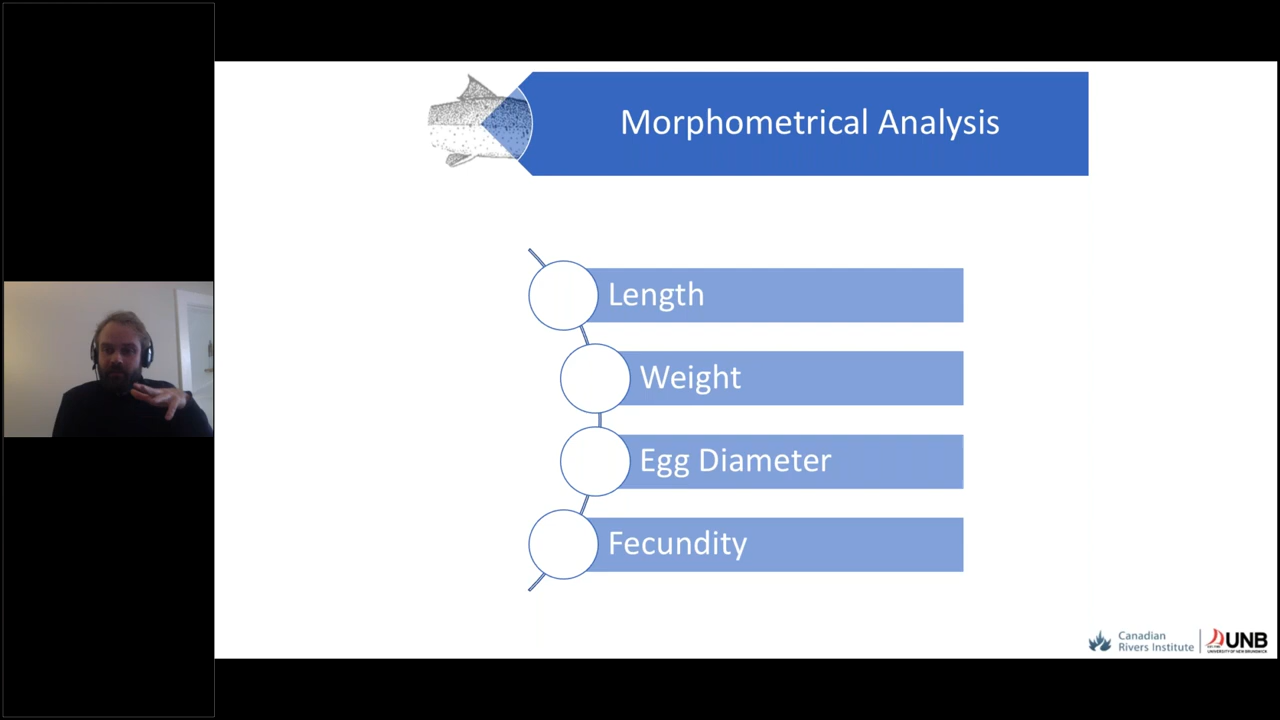 Morphometrical Analysis
Length
Weight
Egg Diameter
Fecundity
Canadian
Rivers Institute
UNB
UNIVERSITY OF NEW BRUNSWICK